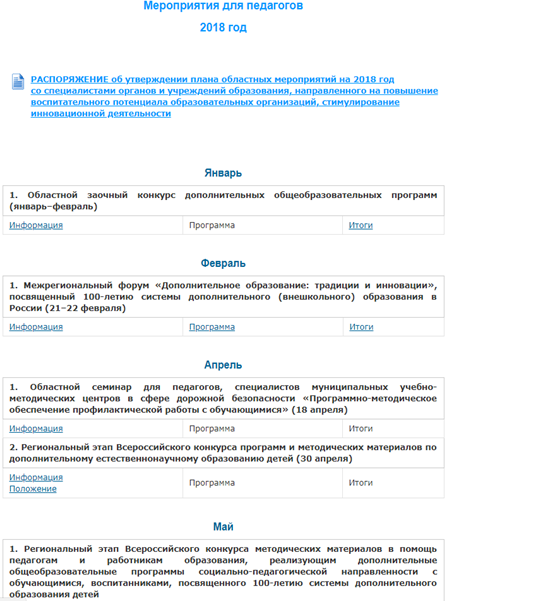 Мероприятия для педагогов
2018 год
РАСПОРЯЖЕНИЕ об утверждении плана областных мероприятий на 2018 год
со специалистами органов и учреждений образования, направленного на повышение
воспитательного потенциала образовательных организаций, стимулирование
инновационной деятельности
Январь
1. Областной заочный конкурс дополнительных общеобразовательных программ
(январь–февраль)
Информация Программа Итоги
Февраль
1. Межрегиональный форум «Дополнительное образование: традиции и инновации»,
посвященный 100-летию системы дополнительного (внешкольного) образования в
России (21–22 февраля)
Информация Программа Итоги
Апрель
1. Областной семинар для педагогов, специалистов муниципальных учебно-
методических центров в сфере дорожной безопасности «Программно-методическое
обеспечение профилактической работы с обучающимися» (18 апреля)
Информация Программа Итоги
2. Региональный этап Всероссийского конкурса программ и методических материалов по
дополнительному естественнонаучному образованию детей (30 апреля)
Информация Программа Итоги
Положение
Май
1. Региональный этап Всероссийского конкурса методических материалов в помощь
педагогам и работникам образования, реализующим дополнительные
общеобразовательные программы социально-педагогической направленности с
обучающимися, воспитанниками, посвященного 100-летию системы дополнительного
образования детей